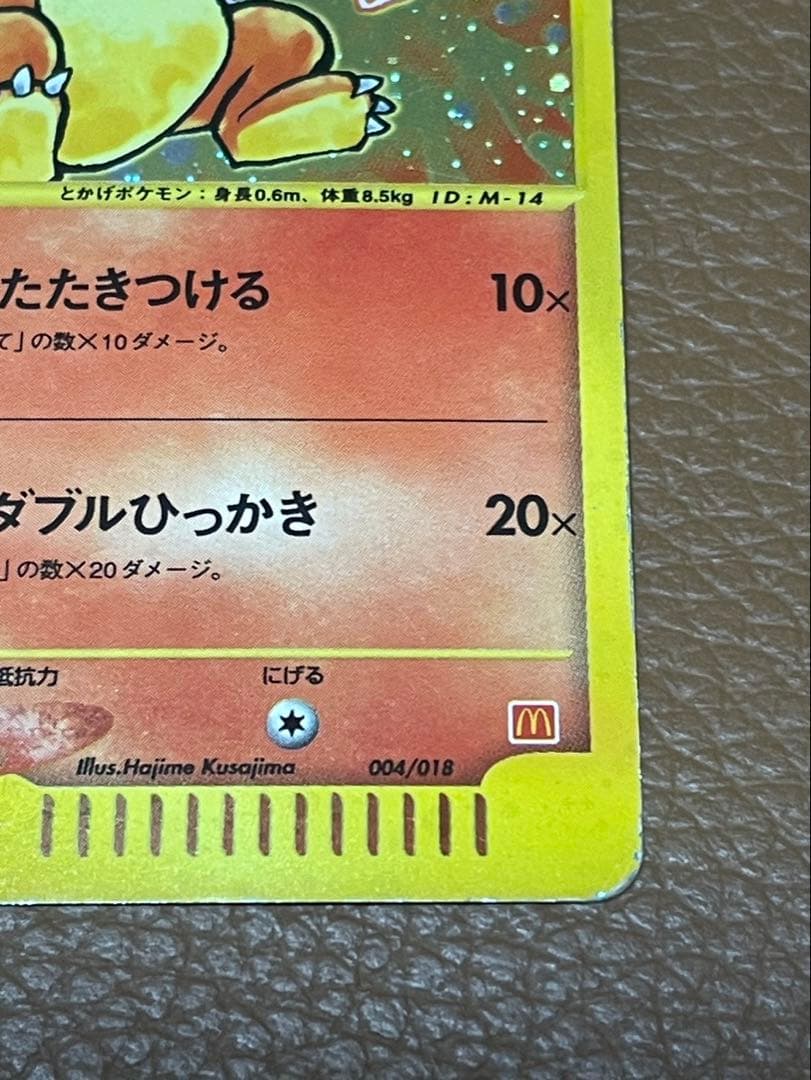 とかげポケモン：身長0.6m、体重8.5kg ID:M-14
たたきつける 10×
て」の数×10ダメージ。
ダブルひっかき 20×
」の数×20ダメージ。
抵抗力 にげる
Illus.Hajime Kusajima 004/018